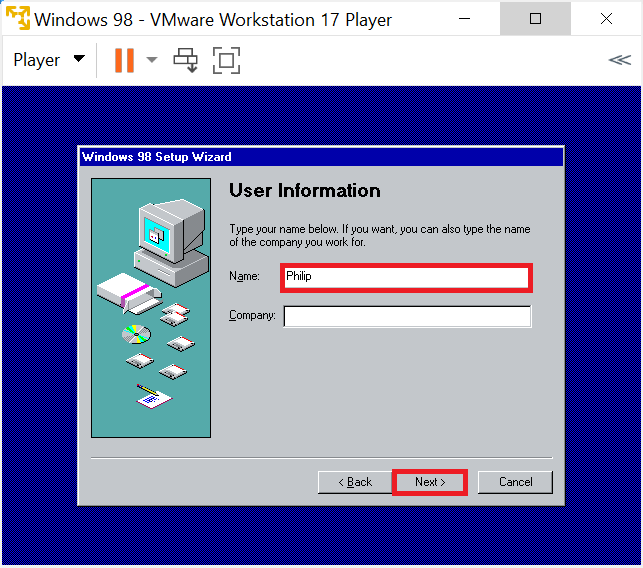 Windows 98 - VMware Workstation 17 Player
Player
Windows 98 Setup Wizard
User Information
Type your name below. If you want, you can also type the name
of the company you work for.
Name: Philip
Company:
< Back Next > Cancel